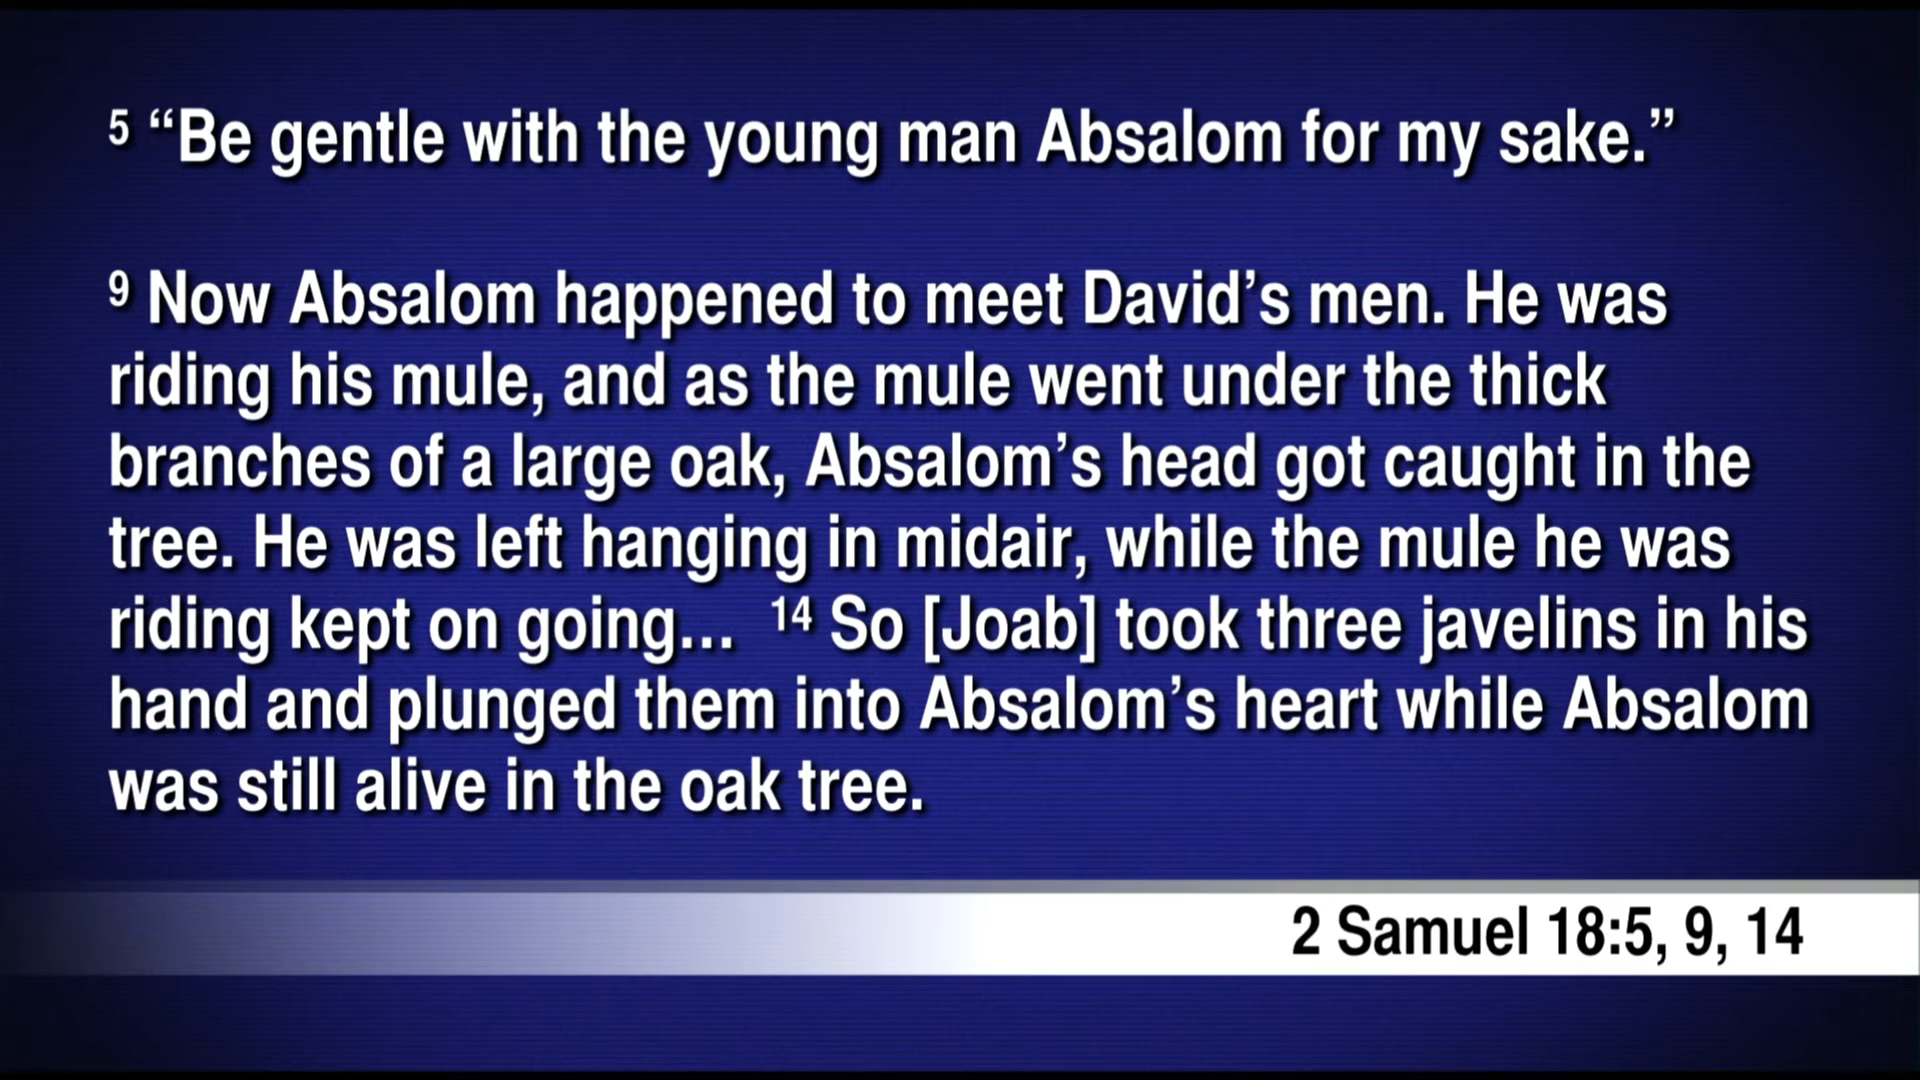 5 “Be gentle with the young man Absalom for my sake.”
9 Now Absalom happened to meet David’s men. He was
riding his mule, and as the mule went under the thick
branches of a large oak, Absalom’s head got caught in the
tree. He was left hanging in midair, while the mule he was
riding kept on going... 14 So [Joab] took three javelins in his
hand and plunged them into Absalom’s heart while Absalom
was still alive in the oak tree.
2 Samuel 18:5, 9, 14